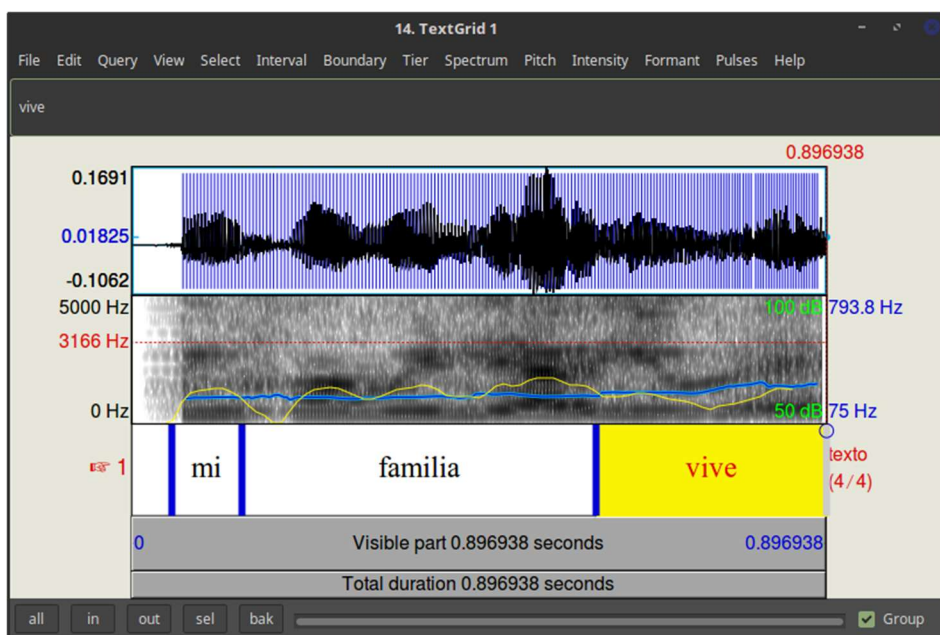 14. TextGrid 1
File Edit Query View Select Interval Boundary Tier Spectrum Pitch Intensity Formant Pulses Help
vive
0.896938
0.1691
0.01825
-0.1062
5000 Hz 100 dB 793.8 Hz
3166 Hz
0 Hz 50 dB 75 Hz
☞ 1 mi familia vive texto
(4/4)
0 Visible part 0.896938 seconds 0.896938
Total duration 0.896938 seconds
all in out sel bak Group